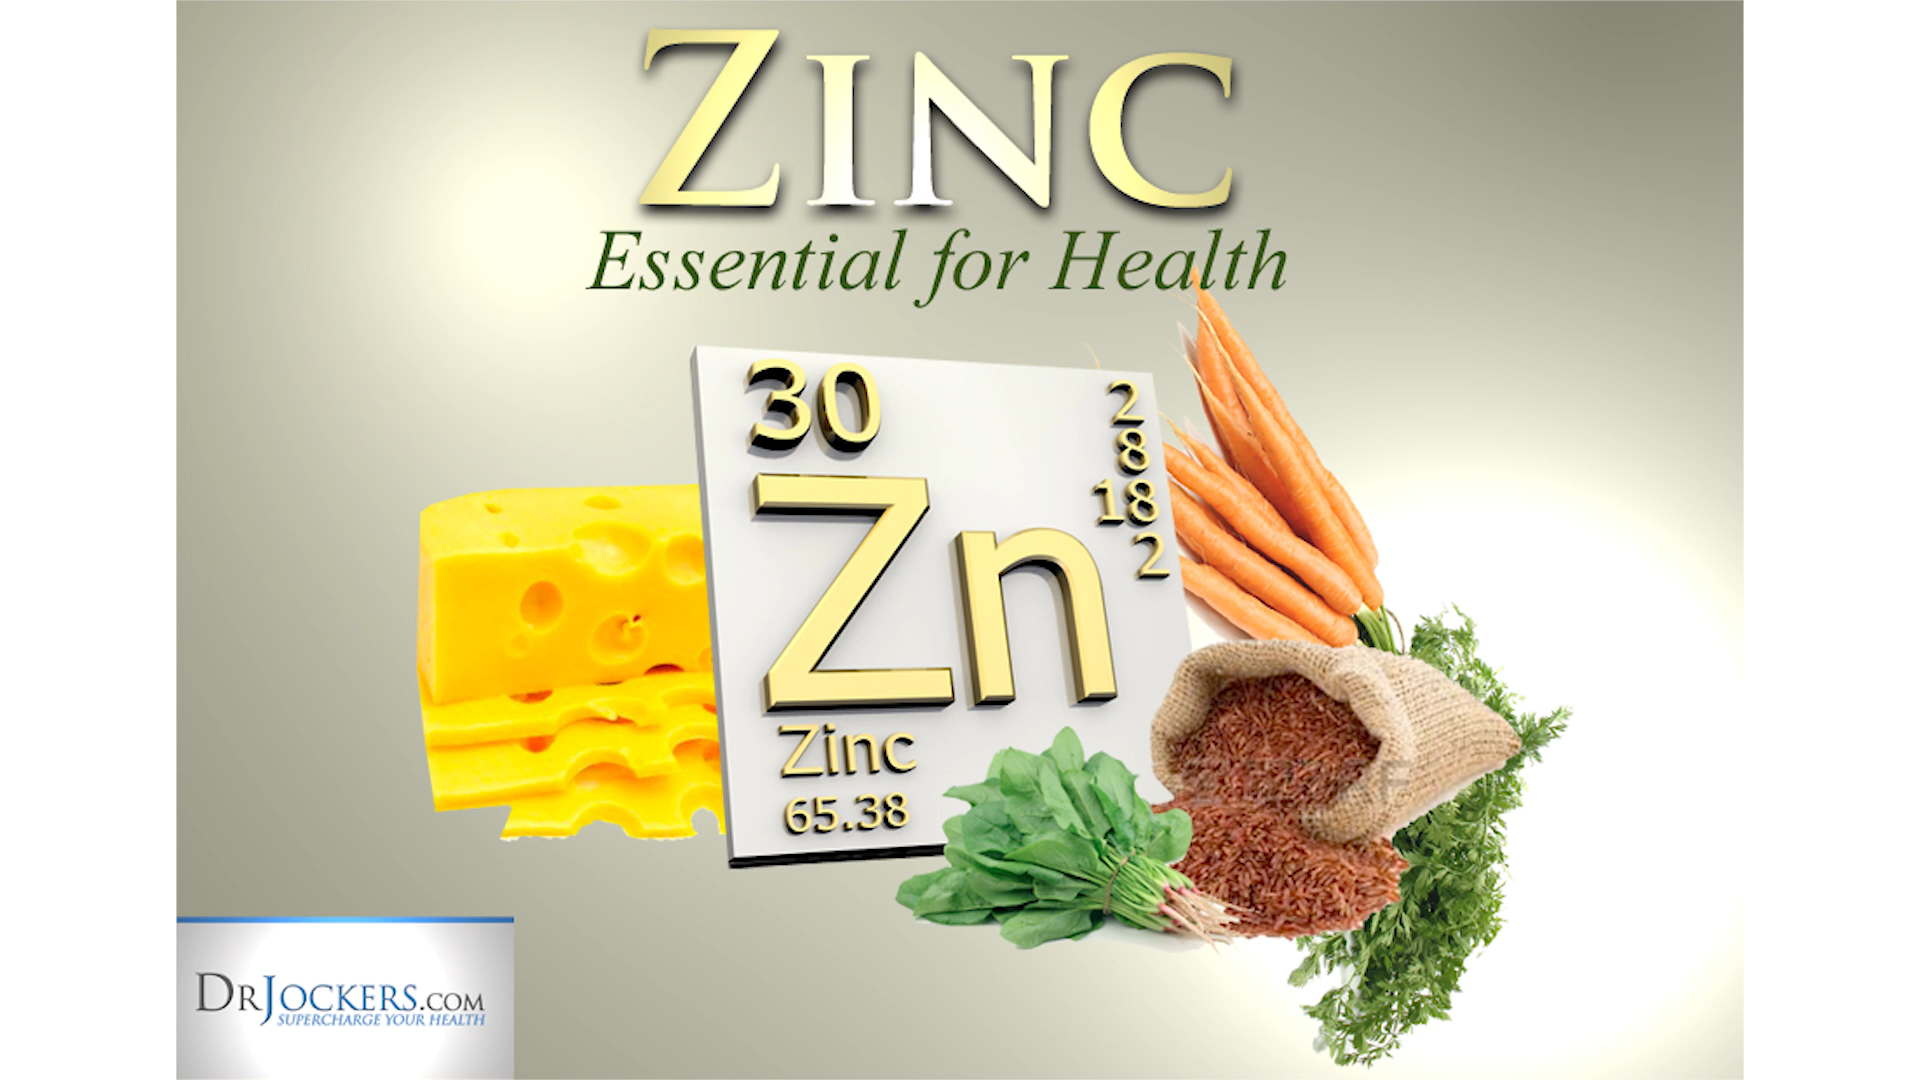 ZINC
Essential for Health
30
2
8
18
2
Zn
Zinc
65.38
DRJOCKERS.COM
SUPERCHARGE YOUR HEALTH